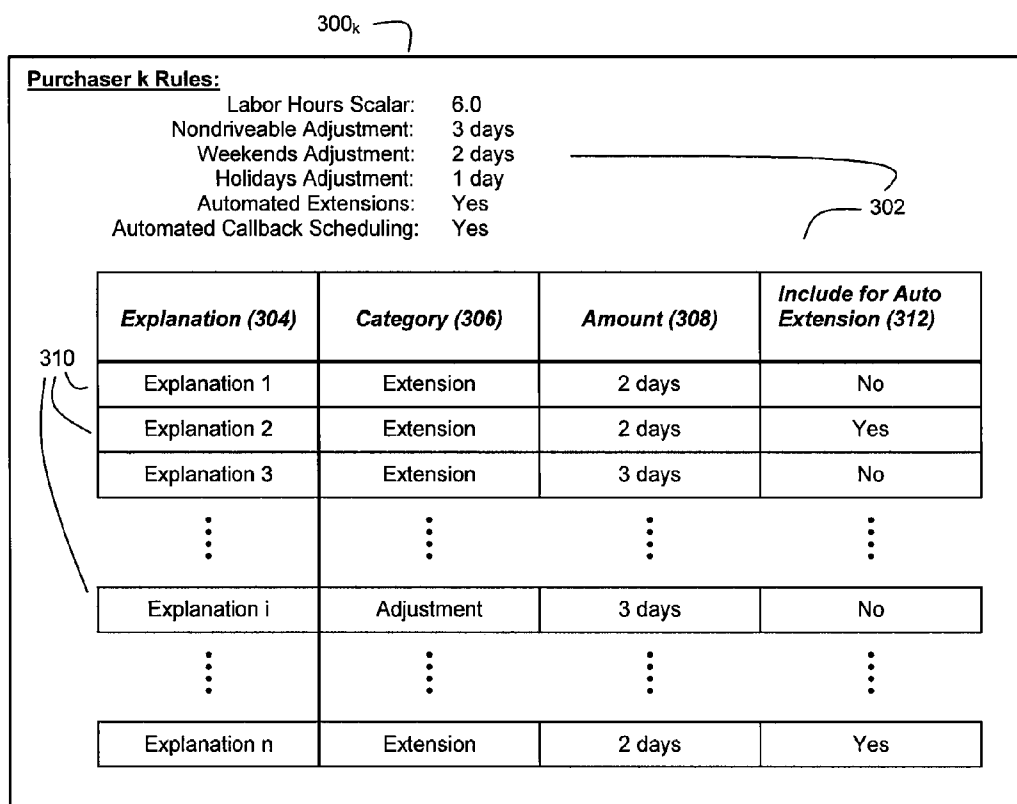 300k
Purchaser k Rules:
Labor Hours Scalar: 6.0
Nondriveable Adjustment: 3 days
Weekends Adjustment: 2 days
Holidays Adjustment: 1 day
Automated Extensions: Yes
Automated Callback Scheduling: Yes
302
Explanation (304) Category (306) Amount (308) Include for Auto
Extension (312)
310
Explanation 1 Extension 2 days No
Explanation 2 Extension 2 days Yes
Explanation 3 Extension 3 days No
Explanation i Adjustment 3 days No
Explanation n Extension 2 days Yes